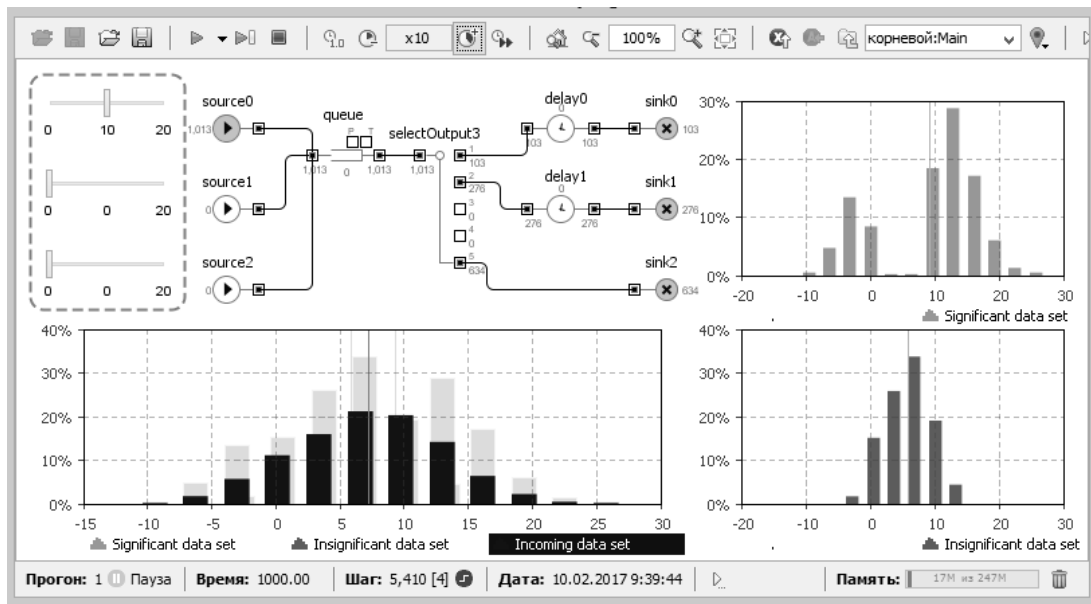 1.0 x10 100% корневой:Main
0 10 20
0 0 20
0 0 20
source0
1,013
source1
0
source2
0
queue
P T
1,013 0 1,013
selectOutput3
1
103
2
276
3
0
4
0
5
634
delay0
0
103 103
delay1
0
276 276
sink0
103
sink1
276
sink2
634
30%
20%
10%
0%
-20 -10 0 10 20 30
Significant data set
40%
30%
20%
10%
0%
-15 -10 -5 0 5 10 15 20 25 30
Significant data set Insignificant data set Incoming data set
40%
30%
20%
10%
0%
-20 -10 0 10 20 30
Insignificant data set
Прогон: 1 Пауза Время: 1000.00 Шаг: 5,410 [4] Дата: 10.02.2017 9:39:44 Память: 17M из 247M